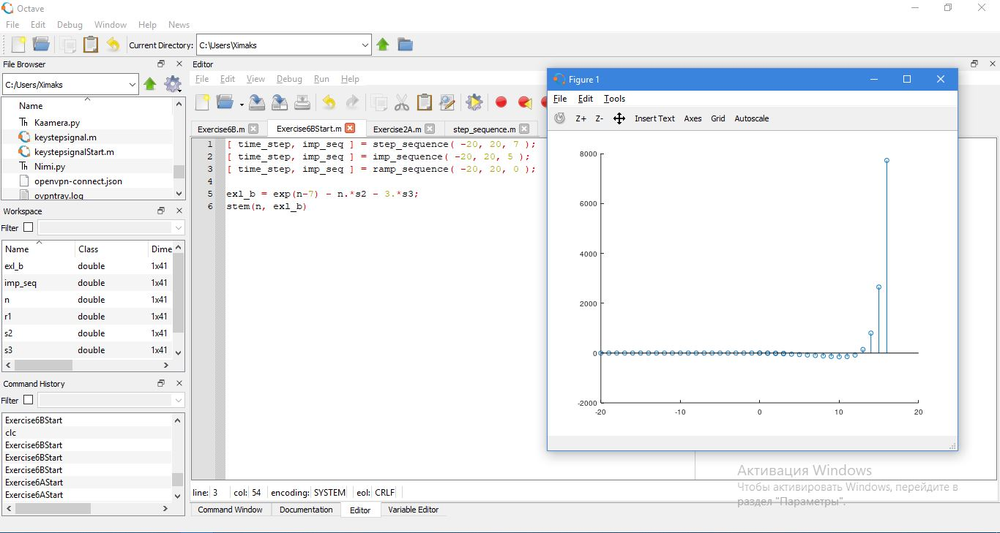 Octave
File Edit Debug Window Help News
Current Directory: C:\Users\Ximaks
File Browser
C:/Users/Ximaks
Name
Kaamera.py
keystepsignal.m
keystepsignalStart.m
Nimi.py
openvpn-connect.json
ovpntray.log
Workspace
Filter
Name Class Dime
exl_b double 1x41
imp_seq double 1x41
n double 1x41
r1 double 1x41
s2 double 1x41
s3 double 1x41
Command History
Filter
Exercise6BStart
clc
Exercise6BStart
Exercise6BStart
Exercise6BStart
Exercise6AStart
Exercise6AStart
Editor
File Edit View Debug Run Help
Exercise6B.m Exercise6BStart.m Exercise2A.m step_sequence.m
1 [ time_step, imp_seq ] = step_sequence( -20, 20, 7 );
2 [ time_step, imp_seq ] = imp_sequence( -20, 20, 5 );
3 [ time_step, imp_seq ] = ramp_sequence( -20, 20, 0 );
4
5 exl_b = exp(n-7) - n.*s2 - 3.*s3;
6 stem(n, exl_b)
line: 3 col: 54 encoding: SYSTEM eol: CRLF
Command Window Documentation Editor Variable Editor
Figure 1
File Edit Tools
Z+ Z- Insert Text Axes Grid Autoscale
8000
6000
4000
2000
0
-2000
-20 -10 0 10 20
Активация Windows
Чтобы активировать Windows, перейдите в
раздел "Параметры".